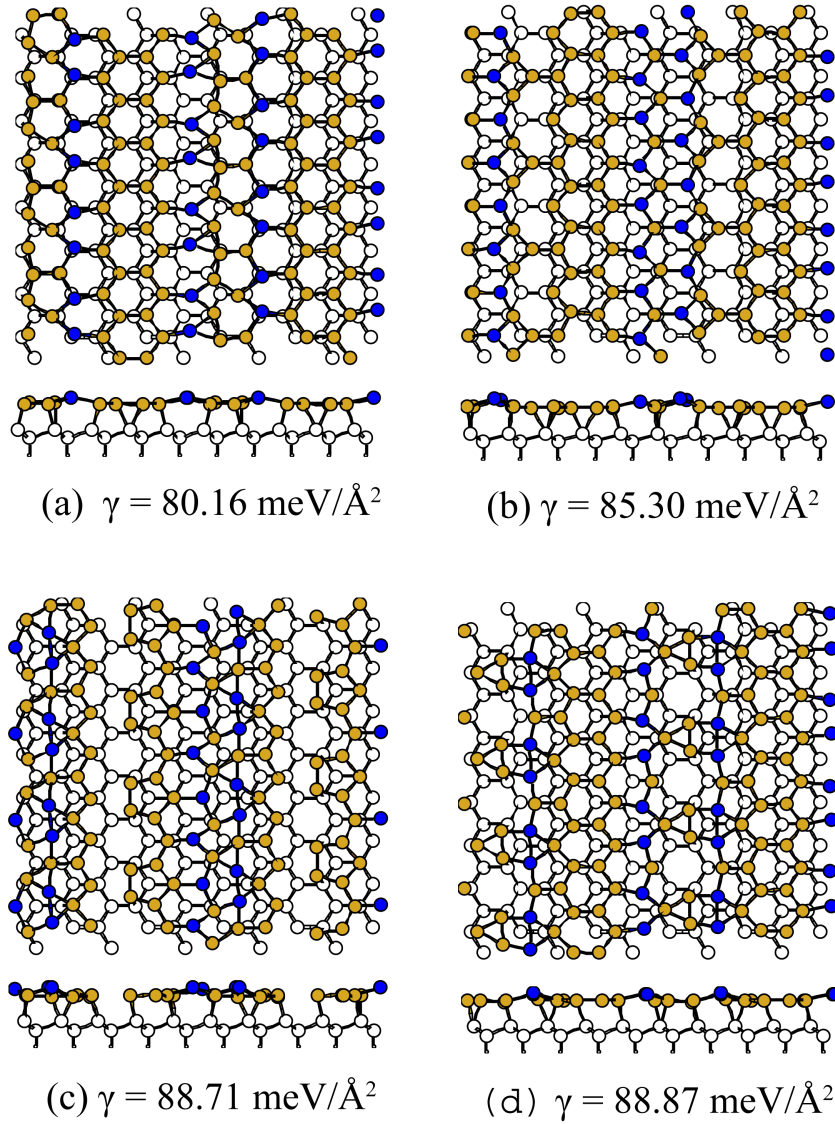 (a) γ = 80.16 meV/Å²
(b) γ = 85.30 meV/Å²
(c) γ = 88.71 meV/Å²
(d) γ = 88.87 meV/Å²